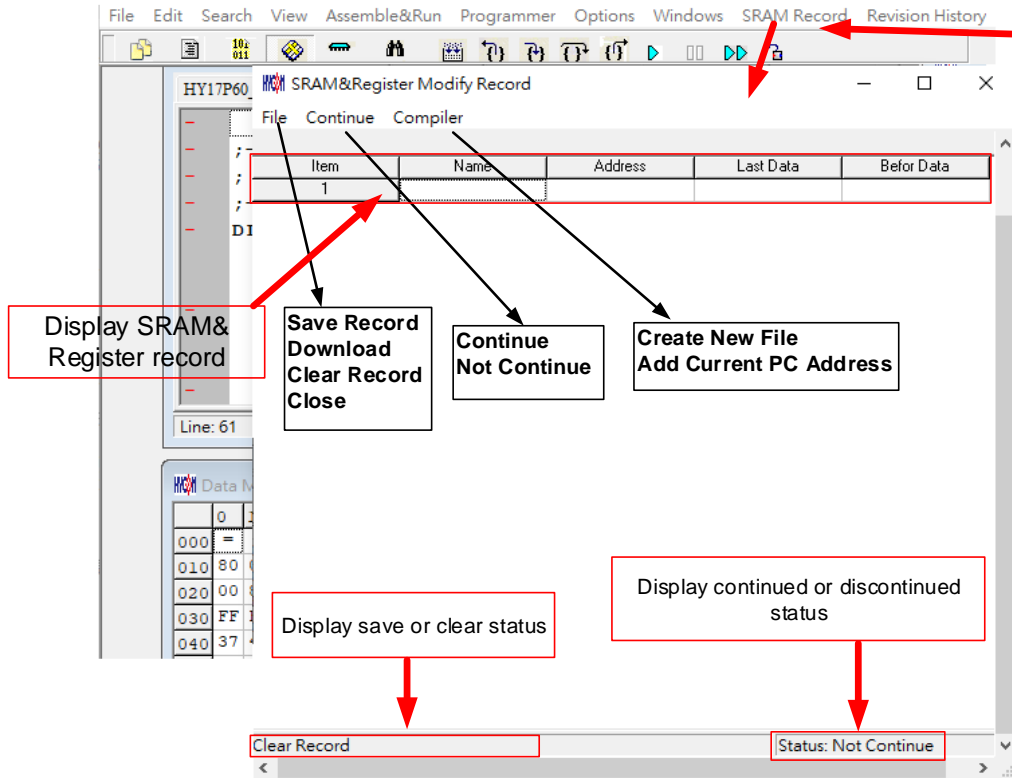 File Edit Search View Assemble&Run Programmer Options Windows SRAM Record Revision History
HY17P60_
SRAM&Register Modify Record
File Continue Compiler
Item Name Address Last Data Befor Data
1
Display SRAM&
Register record
Save Record
Download
Clear Record
Close
Continue
Not Continue
Create New File
Add Current PC Address
Line: 61
Data M
0
000 =
010 80
020 00
030 FF
040 37
Display save or clear status
Display continued or discontinued
status
Clear Record
Status: Not Continue